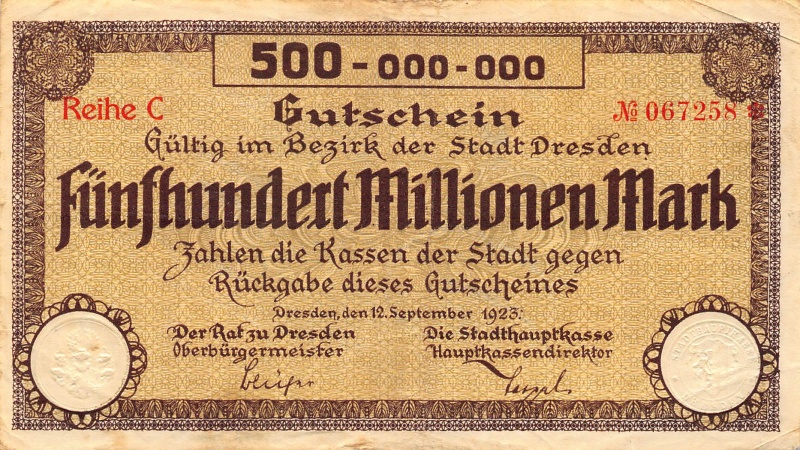 500-000-000
Reihe C
Gutschein
№ 067258
Gültig im Bezirk der Stadt Dresden
Fünfhundert Millionen Mark
Zahlen die Kassen der Stadt gegen
Rückgabe dieses Gutscheines
Dresden, den 12. September 1923.
Der Rat zu Dresden
Oberbürgermeister
Die Stadthauptkasse
Hauptkassendirektor